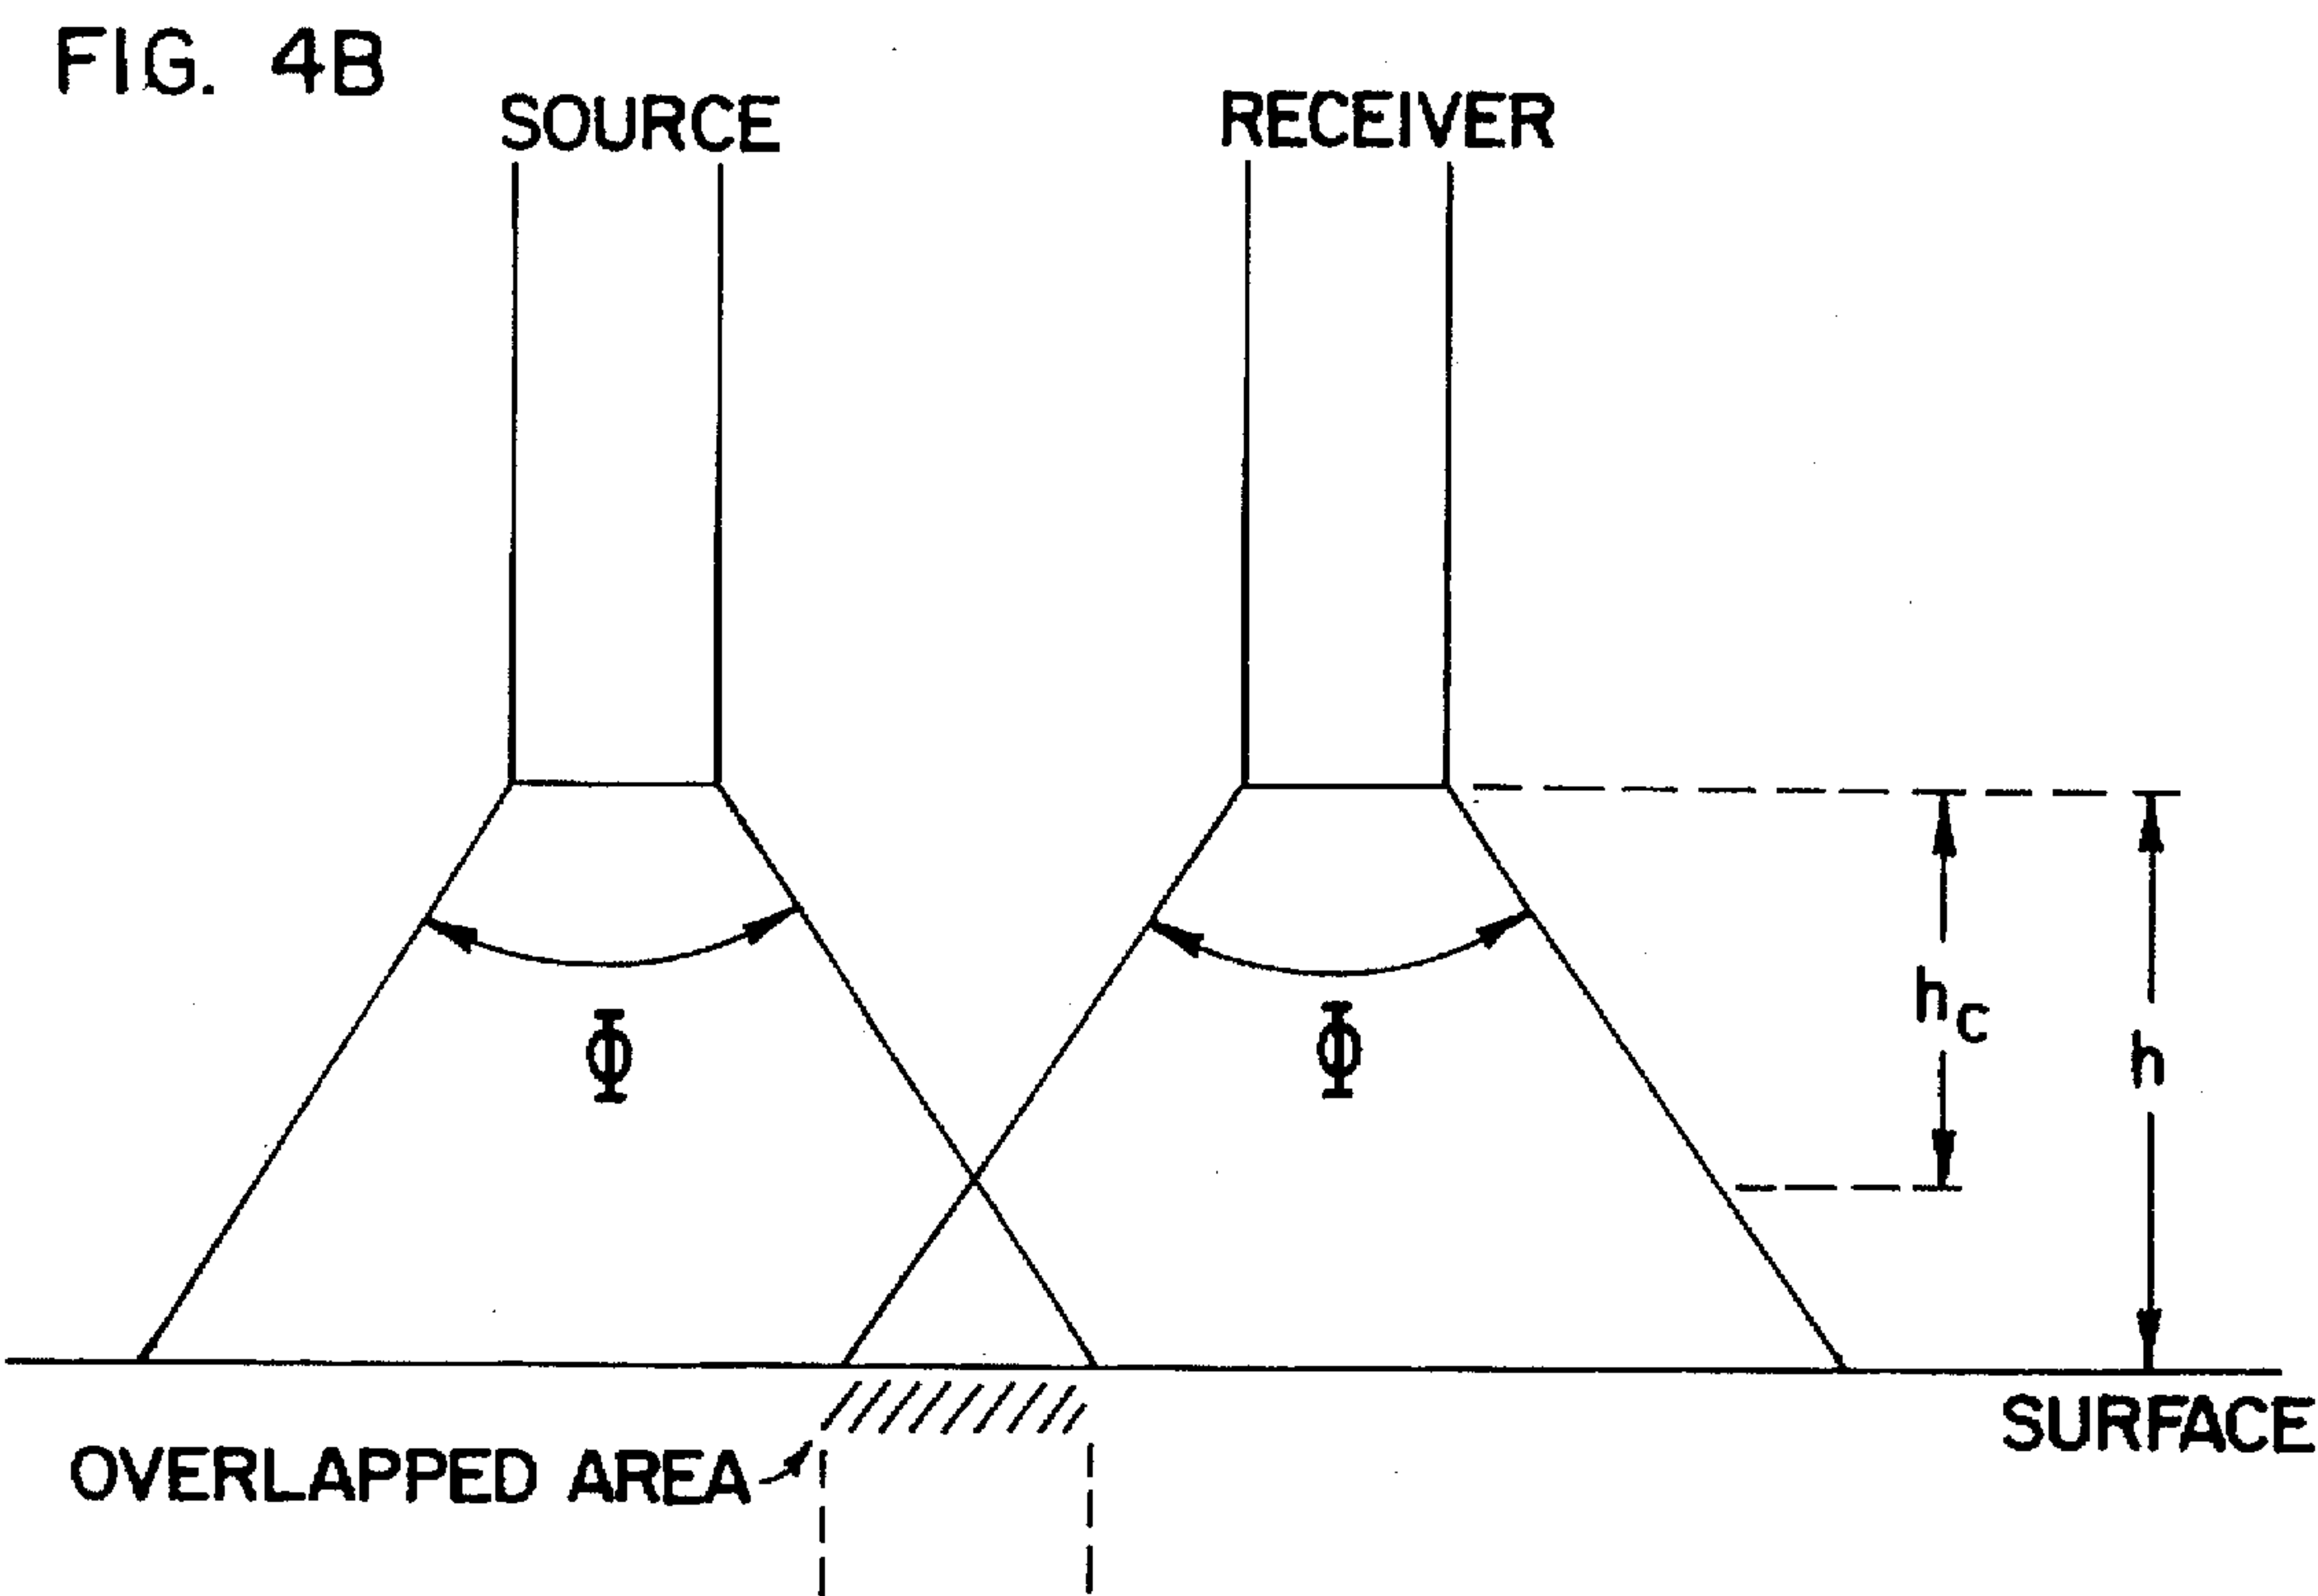 FIG. 4B
SOURCE
RECEIVER
Φ
Φ
hc
h
SURFACE
OVERLAPPED AREA